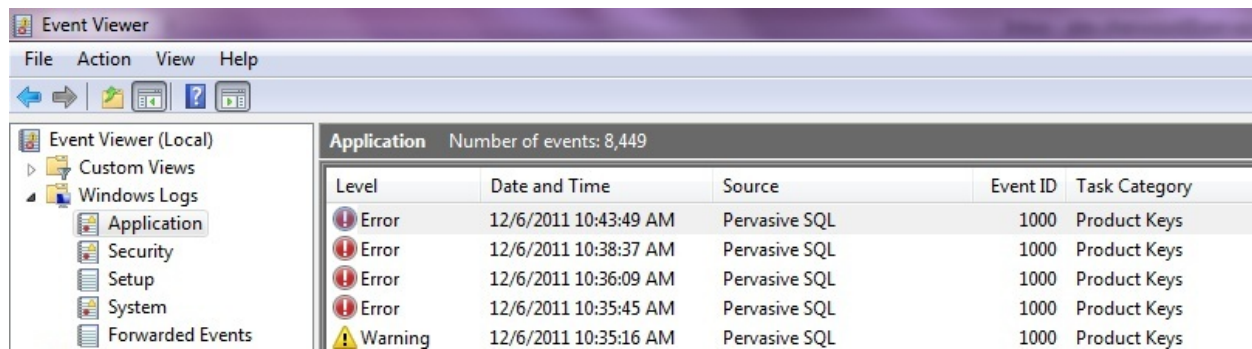 Event Viewer
File Action View Help
Event Viewer (Local)
Custom Views
Windows Logs
Application
Security
Setup
System
Forwarded Events
Application Number of events: 8,449
Level Date and Time Source Event ID Task Category
Error 12/6/2011 10:43:49 AM Pervasive SQL 1000 Product Keys
Error 12/6/2011 10:38:37 AM Pervasive SQL 1000 Product Keys
Error 12/6/2011 10:36:09 AM Pervasive SQL 1000 Product Keys
Error 12/6/2011 10:35:45 AM Pervasive SQL 1000 Product Keys
Warning 12/6/2011 10:35:16 AM Pervasive SQL 1000 Product Keys